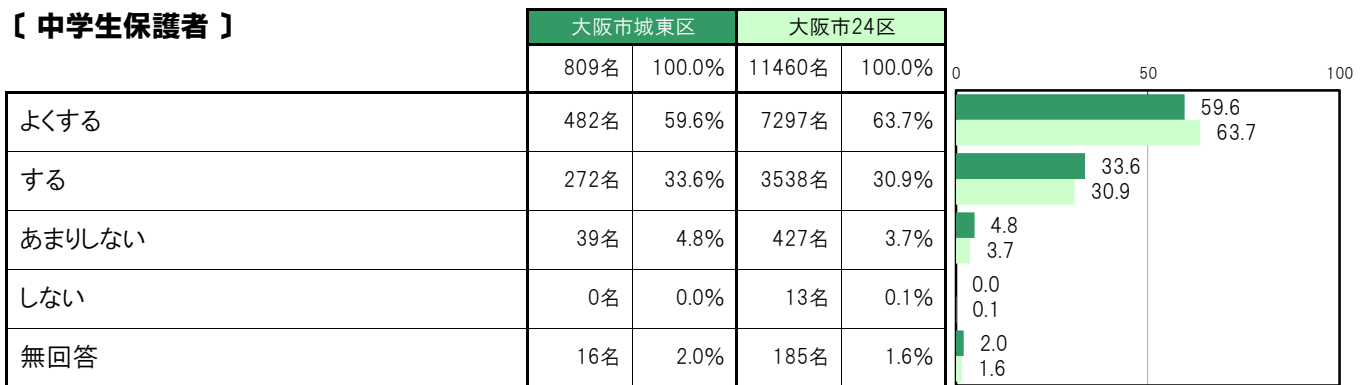 〔 中学生保護者 〕
大阪市城東区 大阪市24区
809名 100.0% 11460名 100.0%
0 50 100
よくする 482名 59.6% 7297名 63.7%
59.6
63.7
する 272名 33.6% 3538名 30.9%
33.6
30.9
あまりしない 39名 4.8% 427名 3.7%
4.8
3.7
しない 0名 0.0% 13名 0.1%
0.0
0.1
無回答 16名 2.0% 185名 1.6%
2.0
1.6